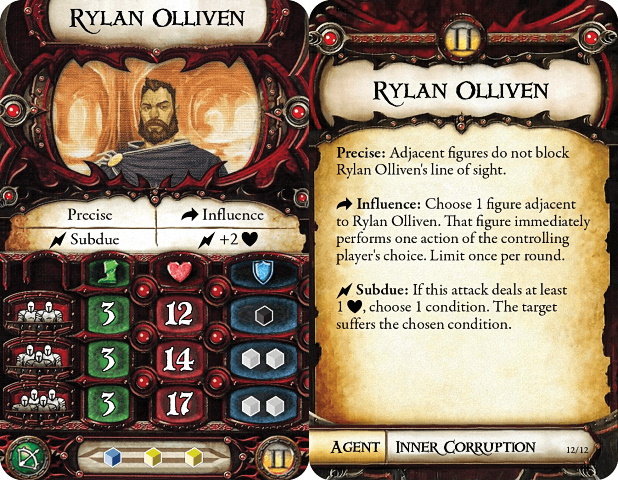 RYLAN OLLIVEN
Precise
Influence
Subdue
+2
3 12
3 14
3 17
II
II
RYLAN OLLIVEN
Precise: Adjacent figures do not block
Rylan Olliven's line of sight.
Influence: Choose 1 figure adjacent
to Rylan Olliven. That figure immediately
performs one action of the controlling
player's choice. Limit once per round.
Subdue: If this attack deals at least
1 , choose 1 condition. The target
suffers the chosen condition.
AGENT INNER CORRUPTION 12/12